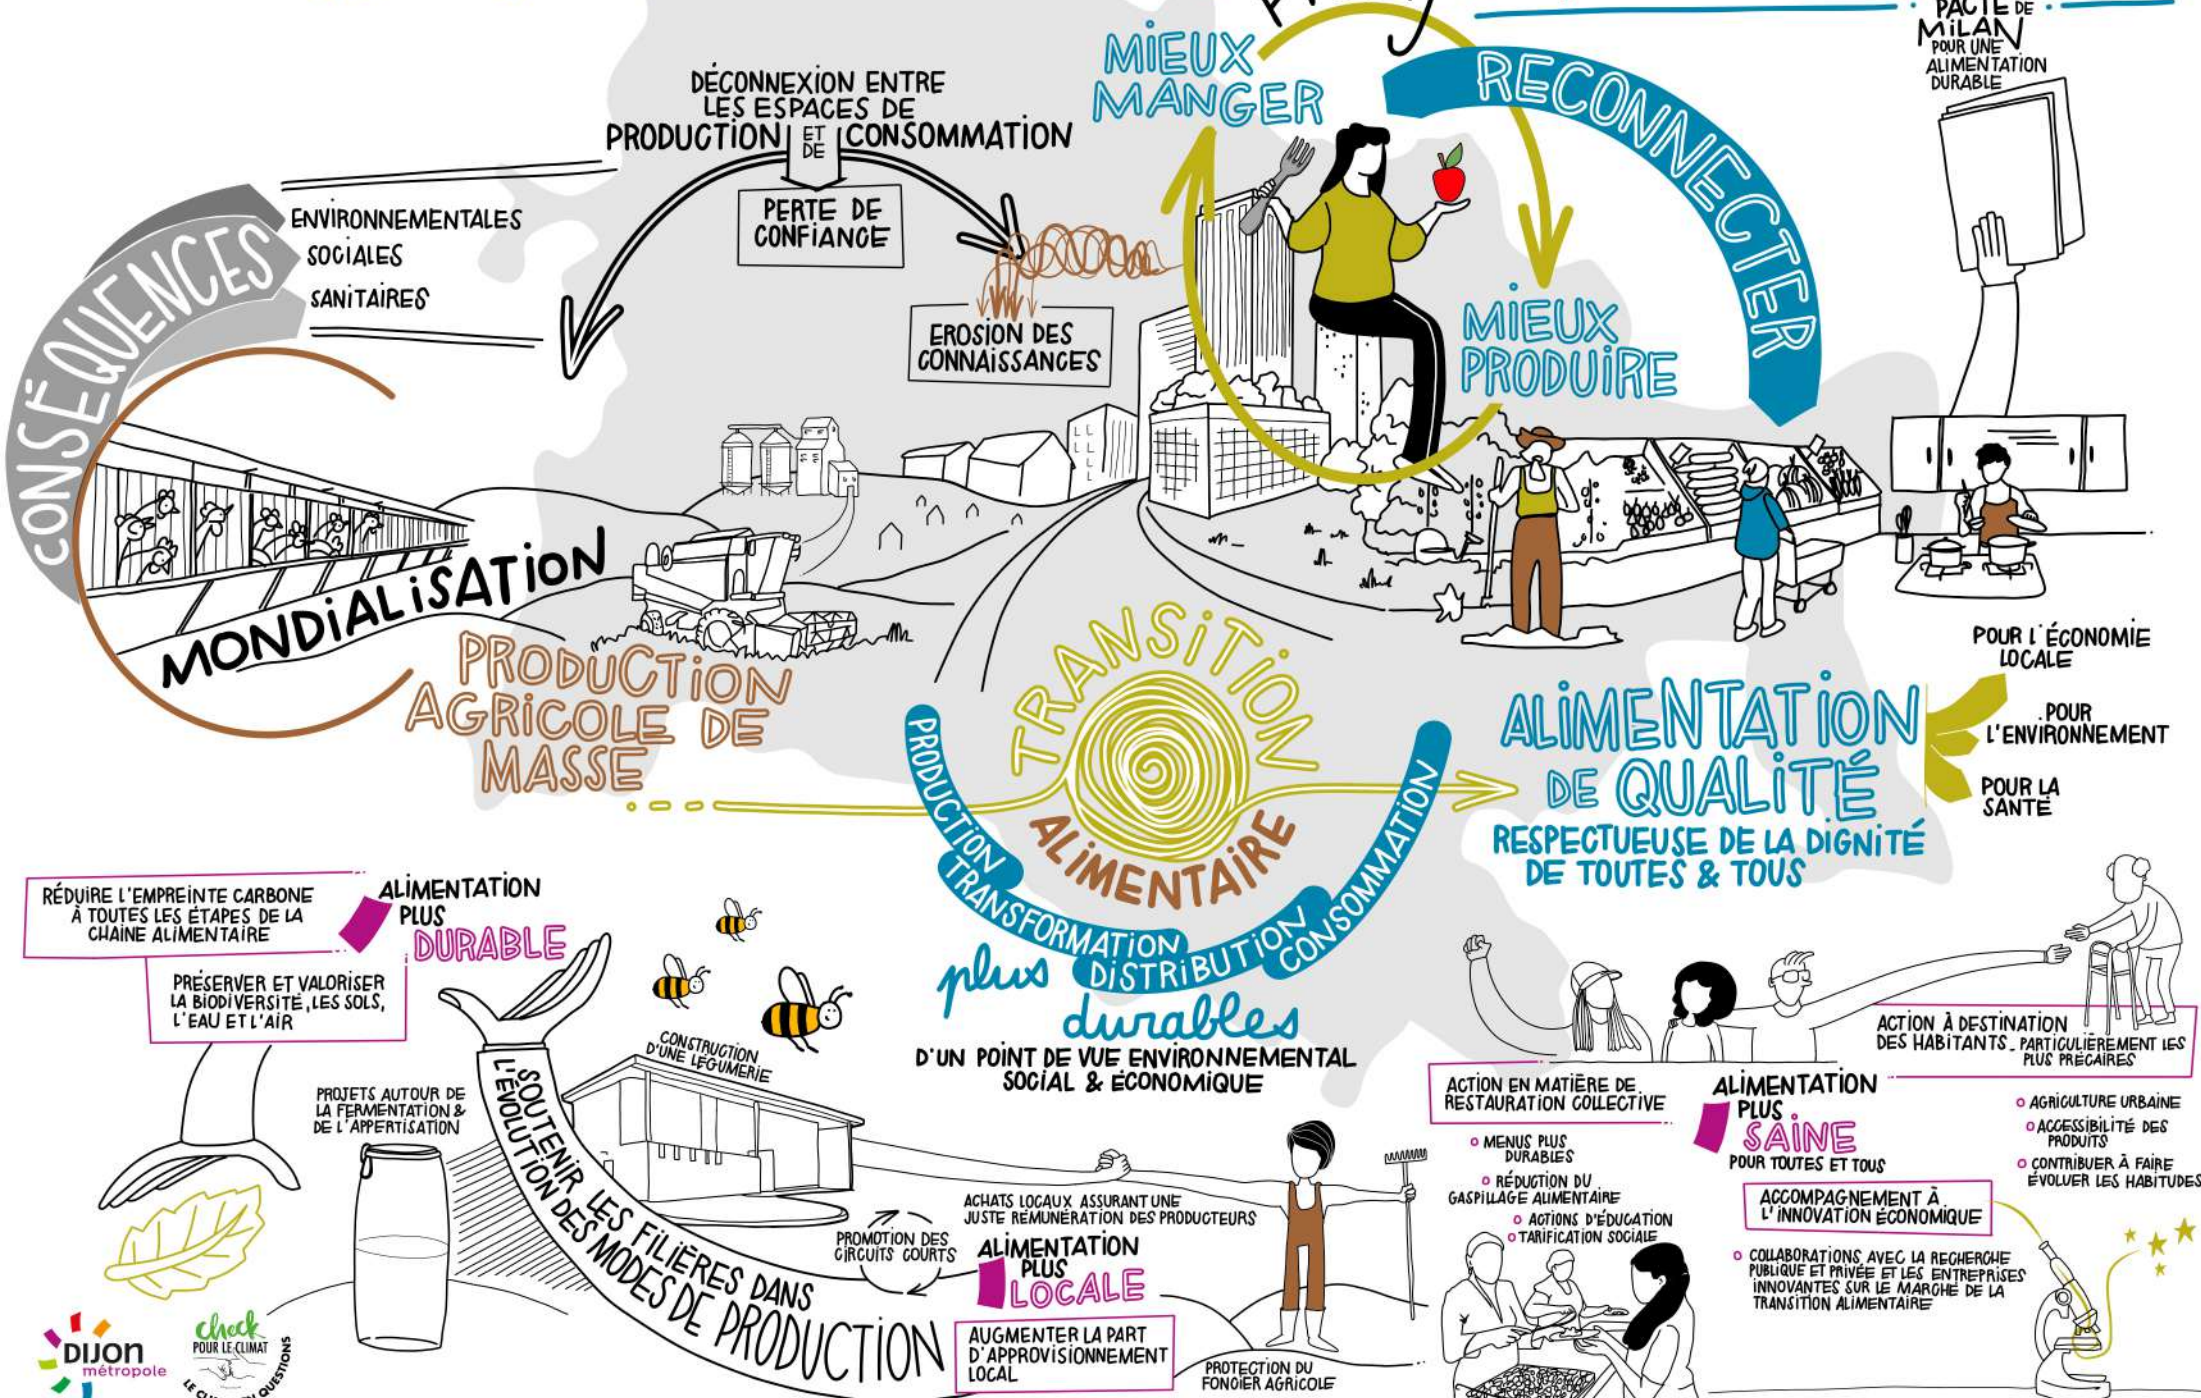 PACTE DE
MILAN
POUR UNE
ALIMENTATION
DURABLE
MIEUX
MANGER
RECONNECTER
DÉCONNEXION ENTRE
LES ESPACES DE
PRODUCTION ET DE CONSOMMATION
PERTE DE
CONFIANCE
EROSION DES
CONNAISSANCES
CONSÉQUENCES
ENVIRONNEMENTALES
SOCIALES
SANITAIRES
MIEUX
PRODUIRE
MONDIALISATION
PRODUCTION
AGRICOLE DE
MASSE
TRANSITION
ALIMENTAIRE
PRODUCTION
TRANSFORMATION
DISTRIBUTION
CONSOMMATION
plus
durables
D'UN POINT DE VUE ENVIRONNEMENTAL
SOCIAL & ÉCONOMIQUE
ALIMENTATION
DE QUALITÉ
RESPECTUEUSE DE LA DIGNITÉ
DE TOUTES & TOUS
POUR L'ÉCONOMIE
LOCALE
POUR
L'ENVIRONNEMENT
POUR LA
SANTÉ
RÉDUIRE L'EMPREINTE CARBONE
À TOUTES LES ÉTAPES DE LA
CHAINE ALIMENTAIRE
ALIMENTATION
PLUS
DURABLE
PRÉSERVER ET VALORISER
LA BIODIVERSITÉ, LES SOLS,
L'EAU ET L'AIR
PROJETS AUTOUR DE
LA FERMENTATION &
DE L'APPERTISATION
CONSTRUCTION
D'UNE LÉGUMERIE
SOUTENIR LES FILIÈRES DANS
L'ÉVOLUTION DES MODES DE PRODUCTION
ACHATS LOCAUX ASSURANT UNE
JUSTE RÉMUNÉRATION DES PRODUCTEURS
PROMOTION DES
CIRCUITS COURTS
ALIMENTATION
PLUS
LOCALE
AUGMENTER LA PART
D'APPROVISIONNEMENT
LOCAL
PROTECTION DU
FONCIER AGRICOLE
ACTION EN MATIÈRE DE
RESTAURATION COLLECTIVE
MENUS PLUS
DURABLES
RÉDUCTION DU
GASPILLAGE ALIMENTAIRE
ACTIONS D'ÉDUCATION
TARIFICATION SOCIALE
ALIMENTATION
PLUS
SAINE
POUR TOUTES ET TOUS
ACTION À DESTINATION
DES HABITANTS_PARTICULIÈREMENT LES
PLUS PRÉCAIRES
AGRICULTURE URBAINE
ACCESSIBILITÉ DES
PRODUITS
CONTRIBUER À FAIRE
ÉVOLUER LES HABITUDES
ACCOMPAGNEMENT À
L'INNOVATION ÉCONOMIQUE
COLLABORATIONS AVEC LA RECHERCHE
PUBLIQUE ET PRIVÉE ET LES ENTREPRISES
INNOVANTES SUR LE MARCHÉ DE LA
TRANSITION ALIMENTAIRE
DIJON
métropole
check
POUR LE CLIMAT
QUESTIONS